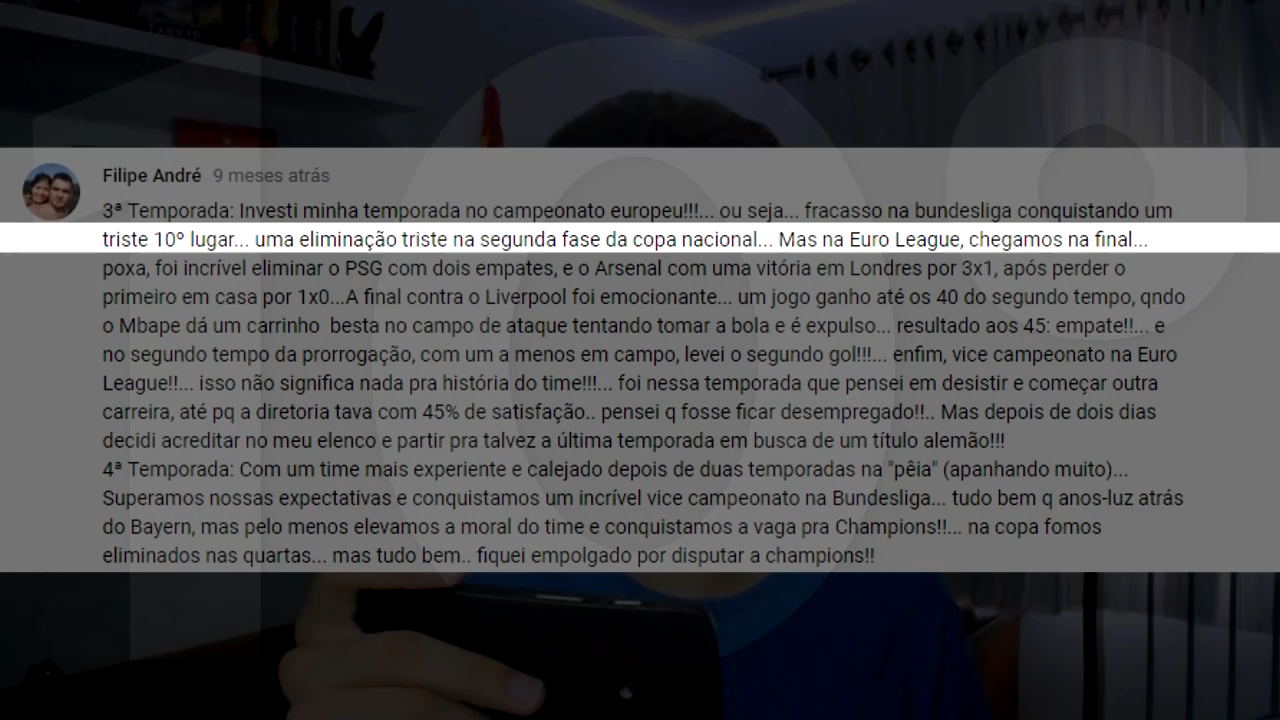 10º
Filipe André 9 meses atrás
3ª Temporada: Investi minha temporada no campeonato europeu!!!... ou seja... fracasso na bundesliga conquistando um
triste 10º lugar... uma eliminação triste na segunda fase da copa nacional... Mas na Euro League, chegamos na final...
poxa, foi incrível eliminar o PSG com dois empates, e o Arsenal com uma vitória em Londres por 3x1, após perder o
primeiro em casa por 1x0...A final contra o Liverpool foi emocionante... um jogo ganho até os 40 do segundo tempo, qndo
o Mbape dá um carrinho  besta no campo de ataque tentando tomar a bola e é expulso... resultado aos 45: empate!!... e
no segundo tempo da prorrogação, com um a menos em campo, levei o segundo gol!!!... enfim, vice campeonato na Euro
League!!... isso não significa nada pra história do time!!!... foi nessa temporada que pensei em desistir e começar outra
carreira, até pq a diretoria tava com 45% de satisfação.. pensei q fosse ficar desempregado!!.. Mas depois de dois dias
decidi acreditar no meu elenco e partir pra talvez a última temporada em busca de um título alemão!!!
4ª Temporada: Com um time mais experiente e calejado depois de duas temporadas na "pêia" (apanhando muito)...
Superamos nossas expectativas e conquistamos um incrível vice campeonato na Bundesliga... tudo bem q anos-luz atrás
do Bayern, mas pelo menos elevamos a moral do time e conquistamos a vaga pra Champions!!... na copa fomos
eliminados nas quartas... mas tudo bem.. fiquei empolgado por disputar a champions!!